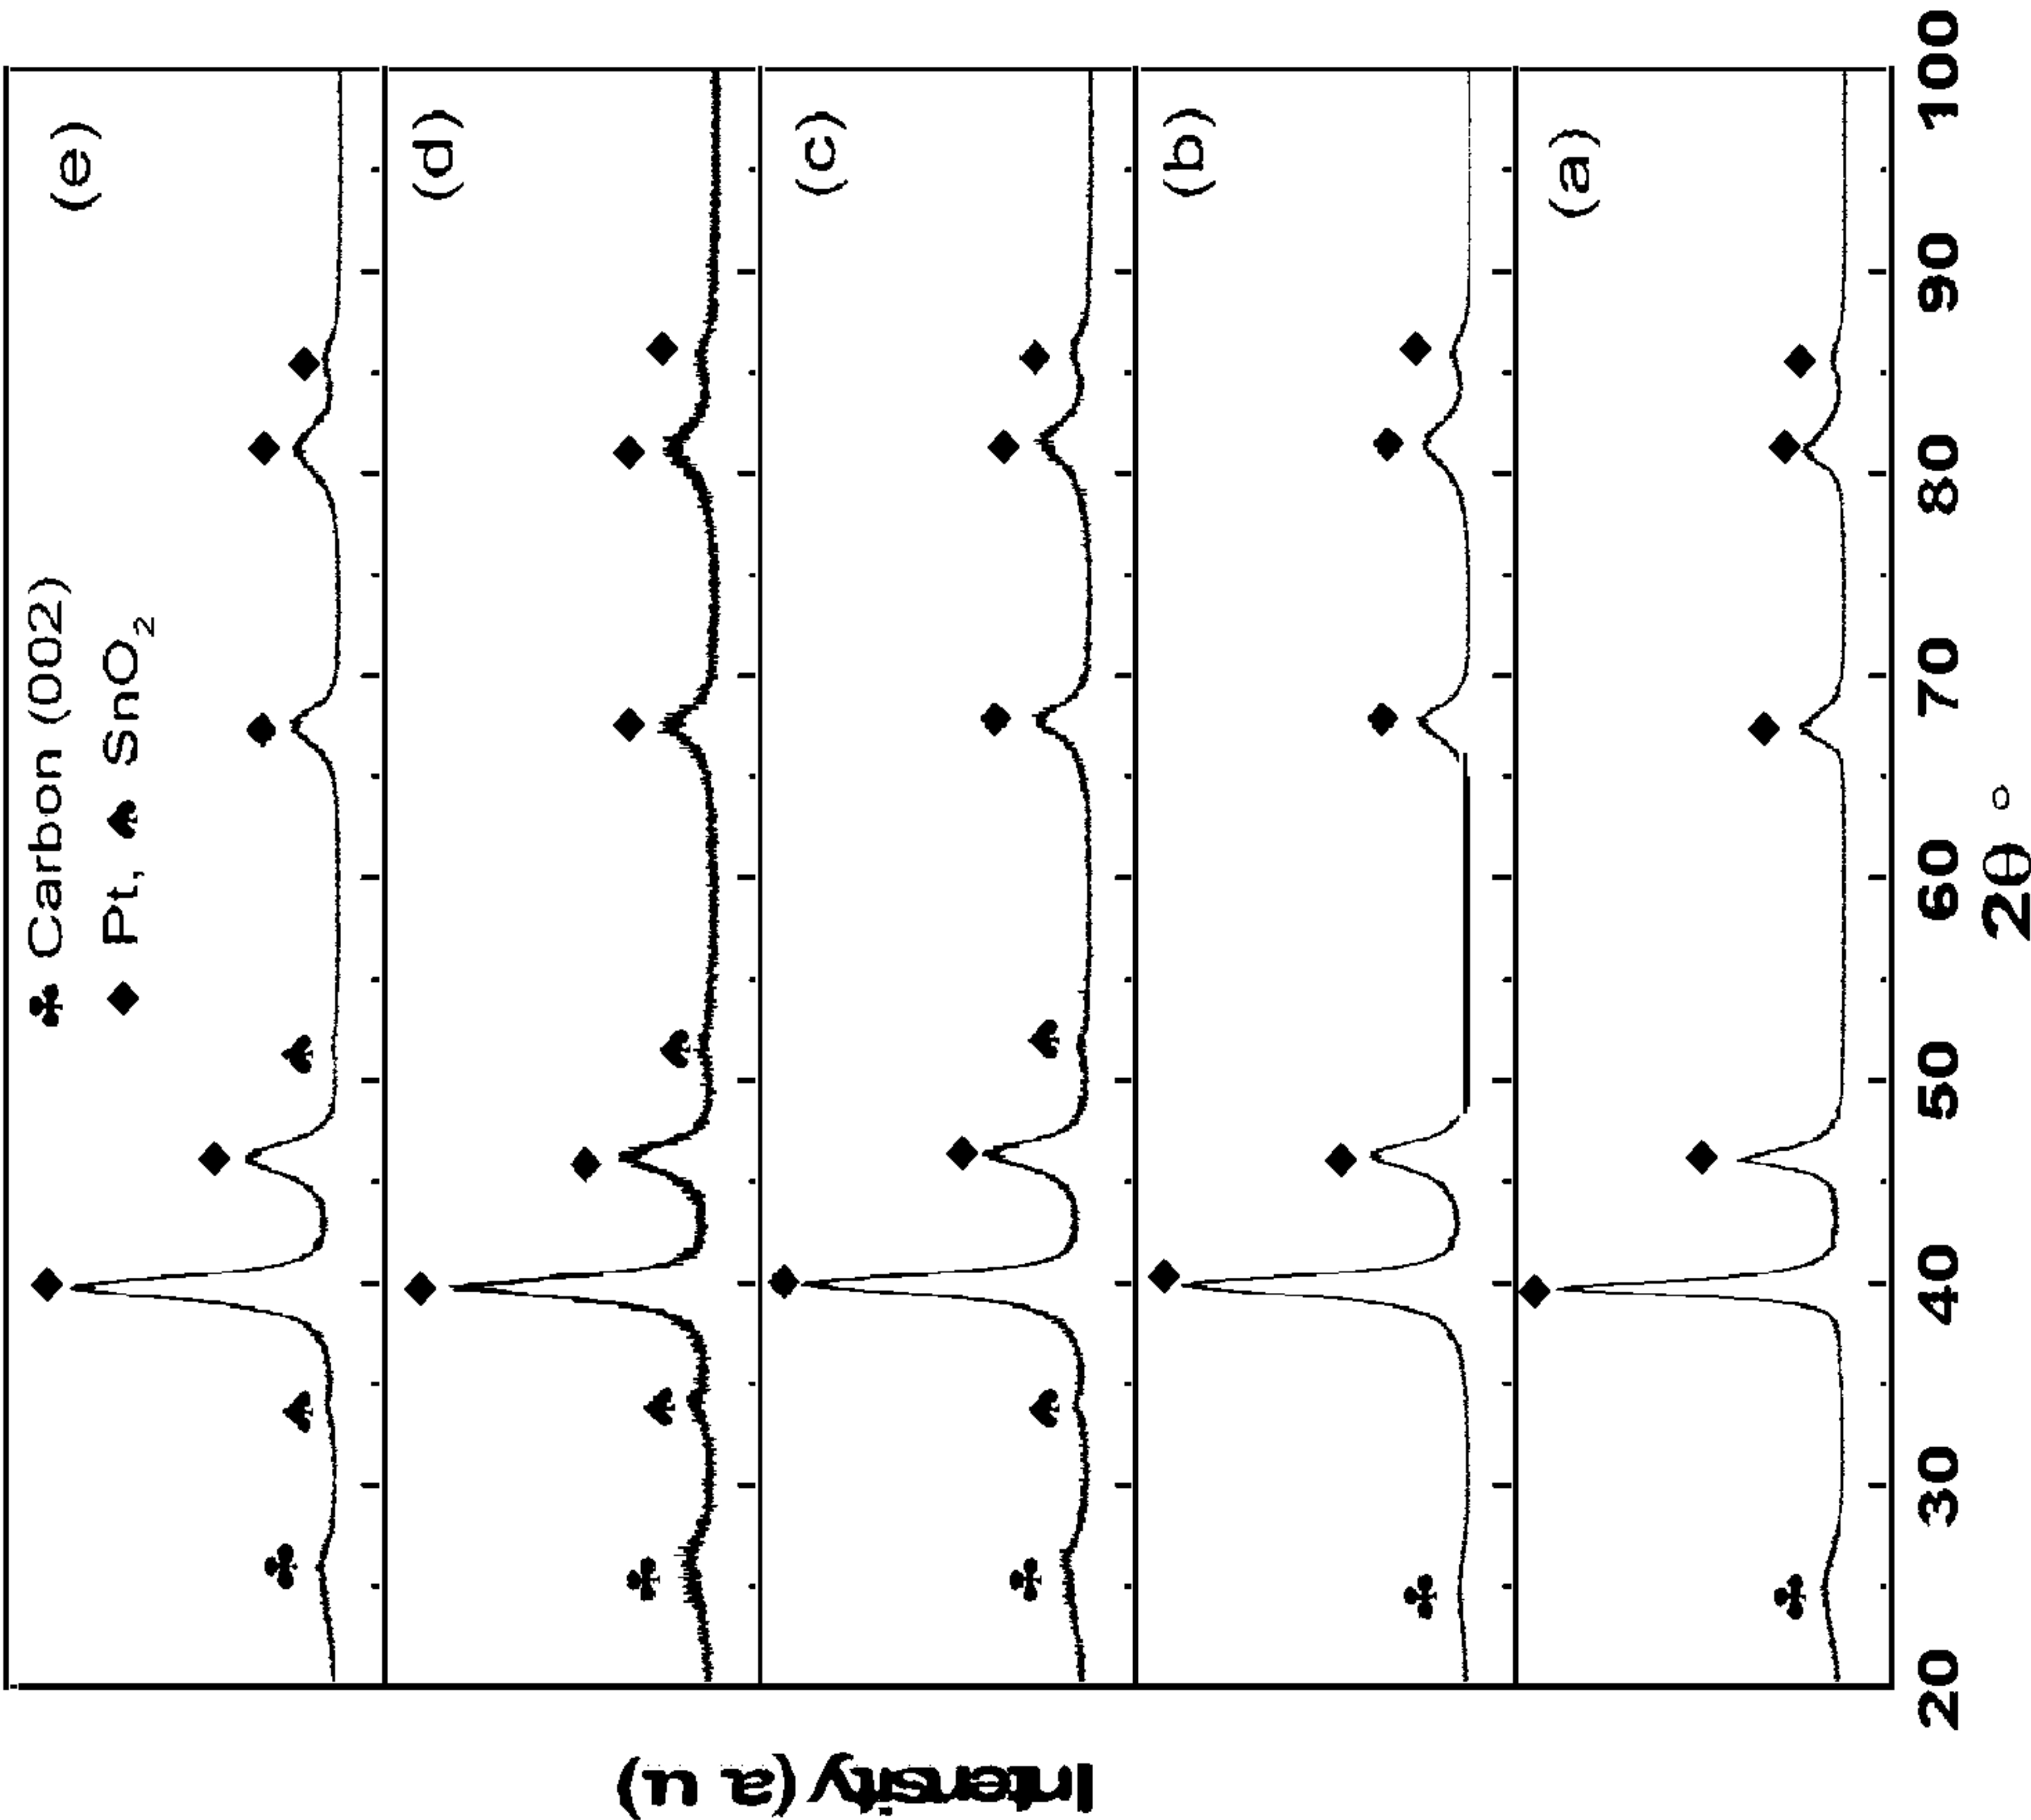 ♣ Carbon (002)
♦ Pt, ♠ SnO₂
(e)
(d)
(c)
(b)
(a)
Intensity (a u)
20 30 40 50 60 70 80 90 100
2θ °